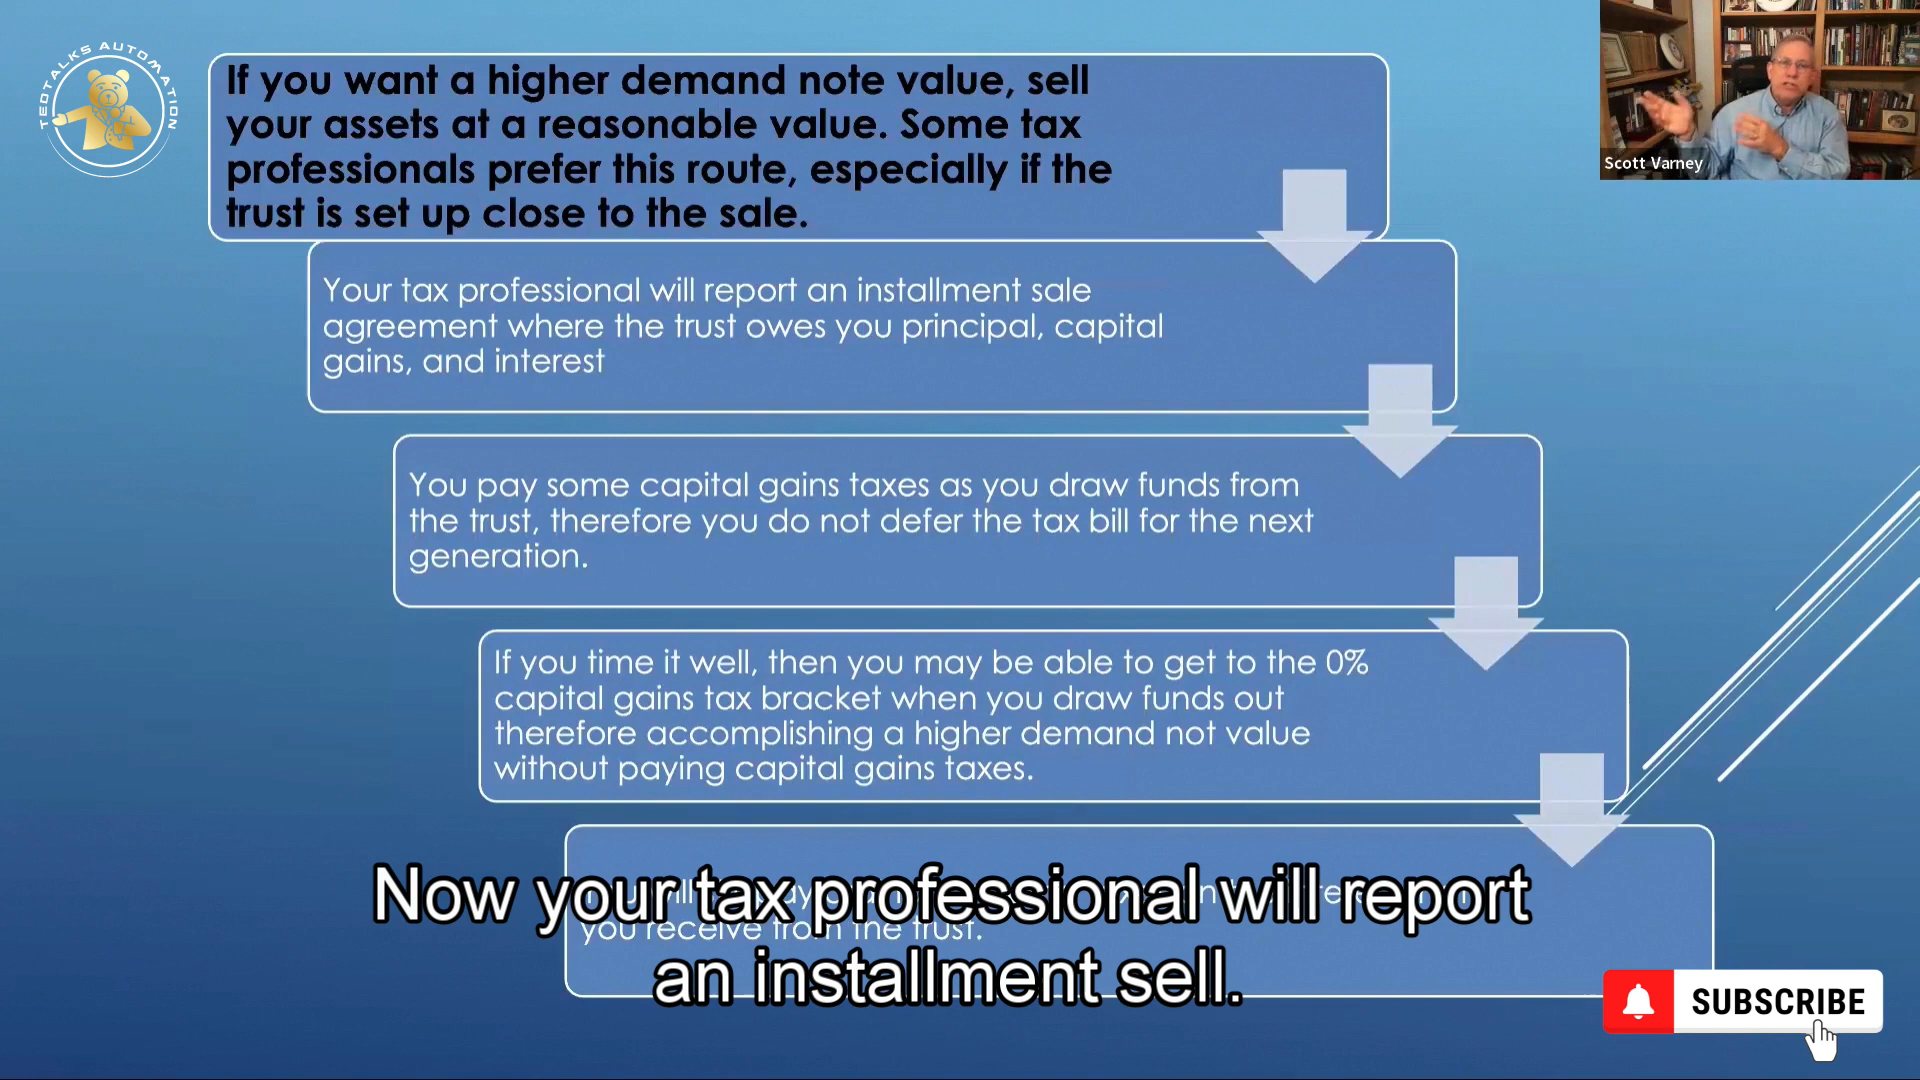 TEDTALKS AUTOMATION
If you want a higher demand note value, sell
your assets at a reasonable value. Some tax
professionals prefer this route, especially if the
trust is set up close to the sale.
Scott Varney
Your tax professional will report an installment sale
agreement where the trust owes you principal, capital
gains, and interest
You pay some capital gains taxes as you draw funds from
the trust, therefore you do not defer the tax bill for the next
generation.
If you time it well, then you may be able to get to the 0%
capital gains tax bracket when you draw funds out
therefore accomplishing a higher demand not value
without paying capital gains taxes.
you receive from the trust.
Now your tax professional will report
an installment sell.
SUBSCRIBE